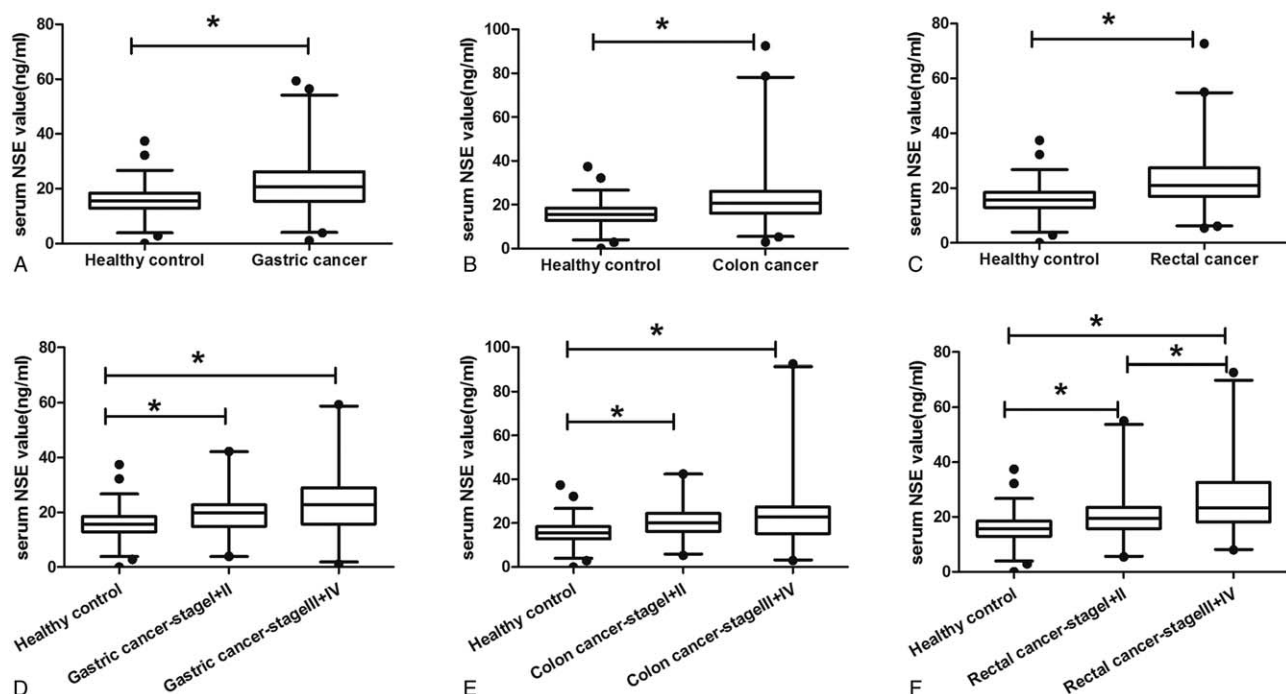 *
80
60
40
20
0
serum NSE value(ng/ml)
Healthy control
Gastric cancer
A
*
100
80
60
40
20
0
serum NSE value(ng/ml)
Healthy control
Colon cancer
B
*
80
60
40
20
0
serum NSE value(ng/ml)
Healthy control
Rectal cancer
C
*
*
80
60
40
20
0
serum NSE value(ng/ml)
Healthy control
Gastric cancer-stageI+II
Gastric cancer-stageIII+IV
D
*
*
100
80
60
40
20
0
serum NSE value(ng/ml)
Healthy control
Colon cancer-stageI+II
Colon cancer-stageIII+IV
E
*
*
*
80
60
40
20
0
serum NSE value(ng/ml)
Healthy control
Rectal cancer-stageI+II
Rectal cancer-stageIII+IV
F